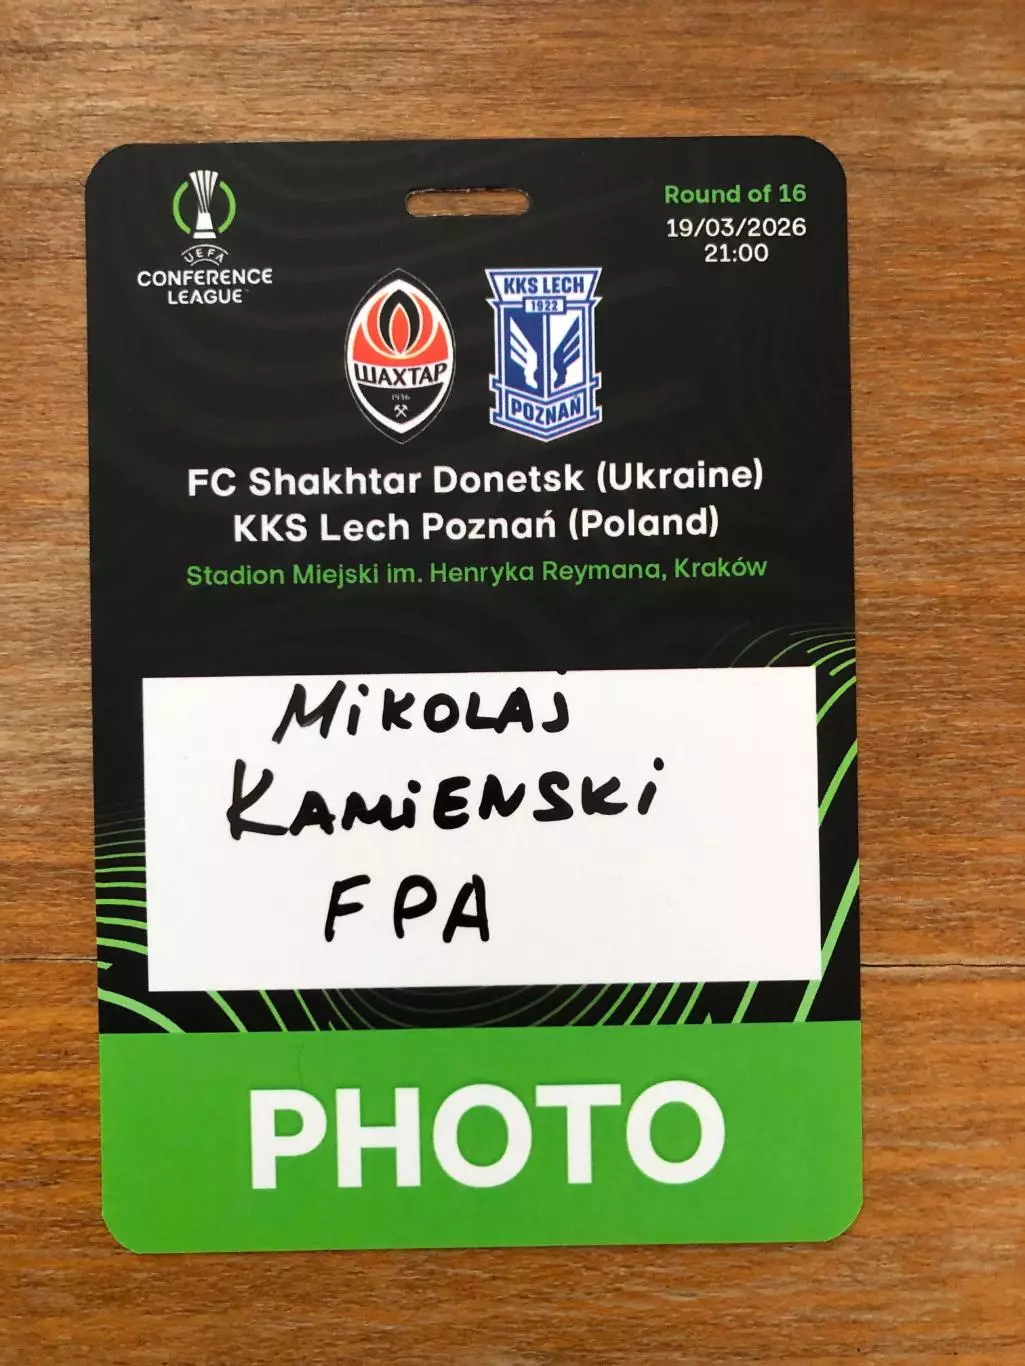 UEFA
CONFERENCE
LEAGUE
Round of 16
19/03/2026
21:00
ШАХТАР
1936
KKS LECH
1922
POZNAŃ
FC Shakhtar Donetsk (Ukraine)
KKS Lech Poznań (Poland)
Stadion Miejski im. Henryka Reymana, Kraków
MiKOLAJ
KAMiENSKi
FPA
PHOTO